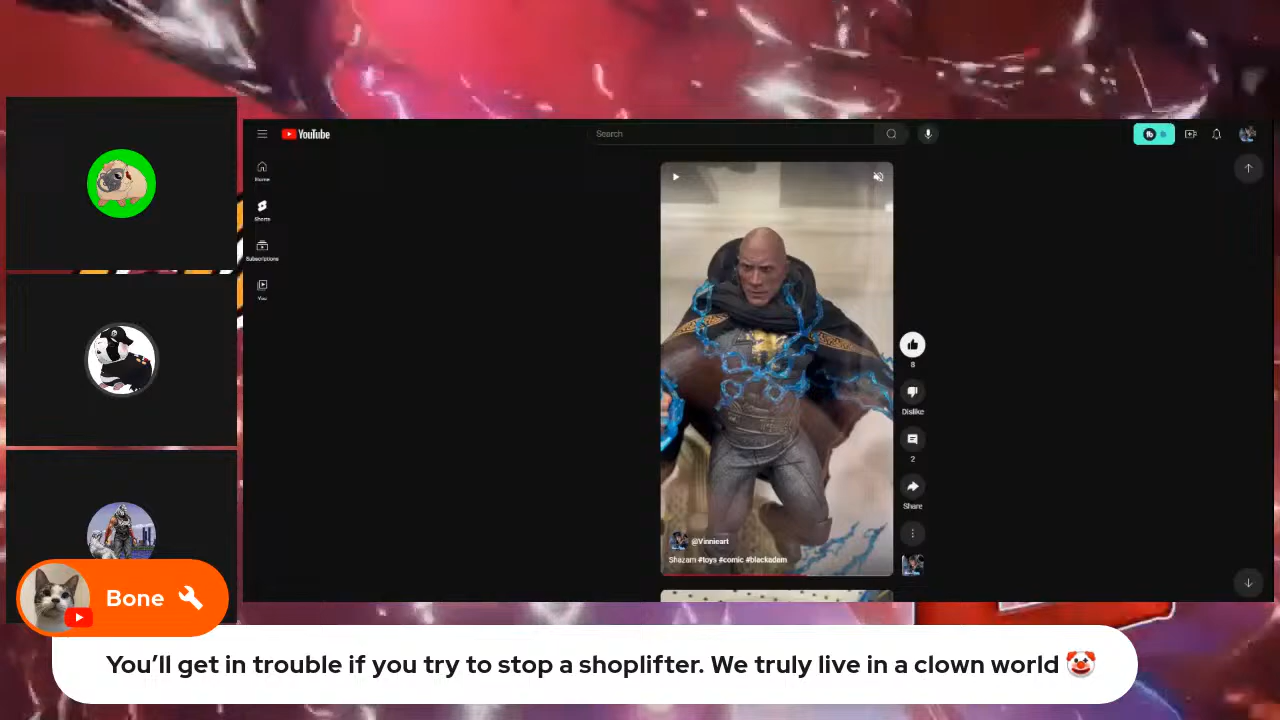 YouTube
Search
Home
Shorts
Subscriptions
You
8
Dislike
2
Share
@Vinnieart
Shazam #toys #comic #blackadam
Bone
You’ll get in trouble if you try to stop a shoplifter. We truly live in a clown world 🤡